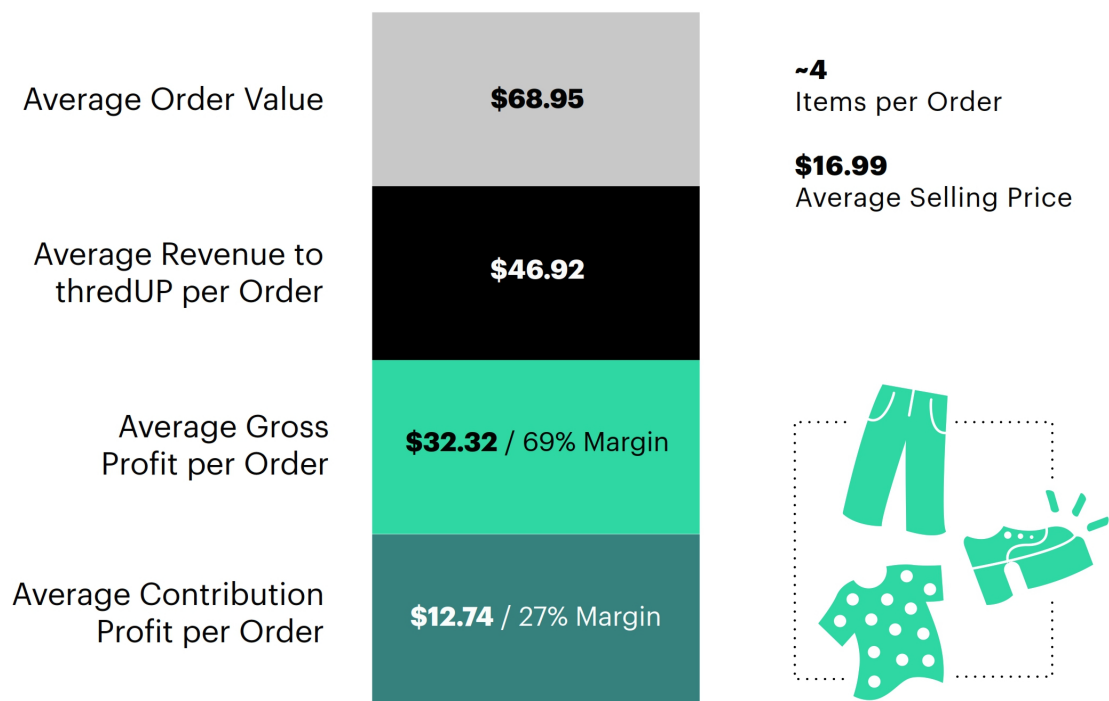 Average Order Value
$68.95
~4
Items per Order
$16.99
Average Selling Price
Average Revenue to
thredUP per Order
$46.92
Average Gross
Profit per Order
$32.32 / 69% Margin
Average Contribution
Profit per Order
$12.74 / 27% Margin